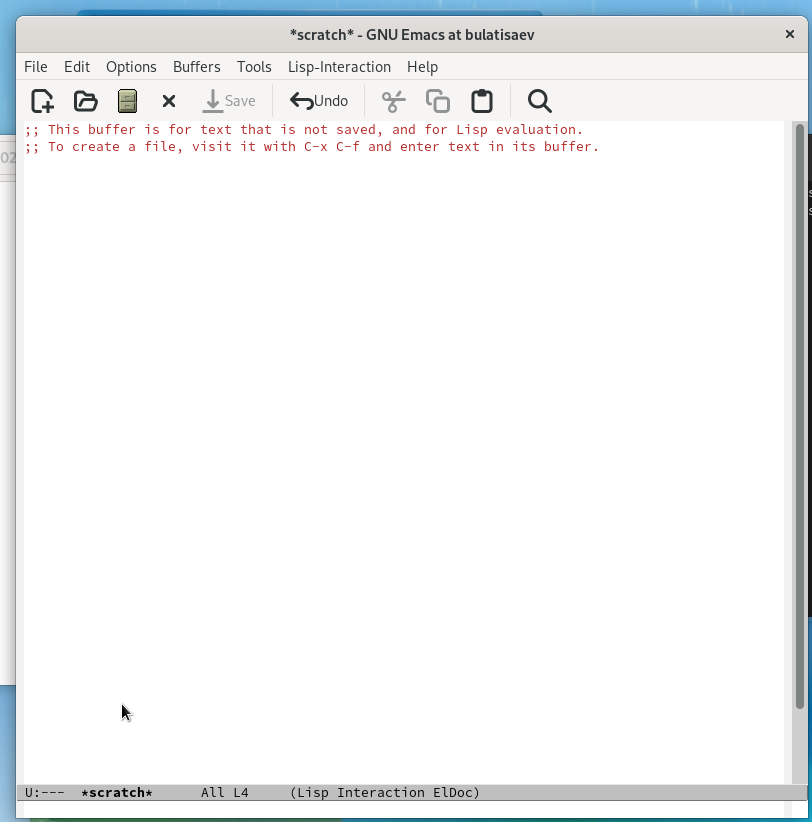 *scratch* - GNU Emacs at bulatisaev
File Edit Options Buffers Tools Lisp-Interaction Help
Save Undo
;; This buffer is for text that is not saved, and for Lisp evaluation.
;; To create a file, visit it with C-x C-f and enter text in its buffer.
02
U:--- *scratch* All L4 (Lisp Interaction ElDoc)